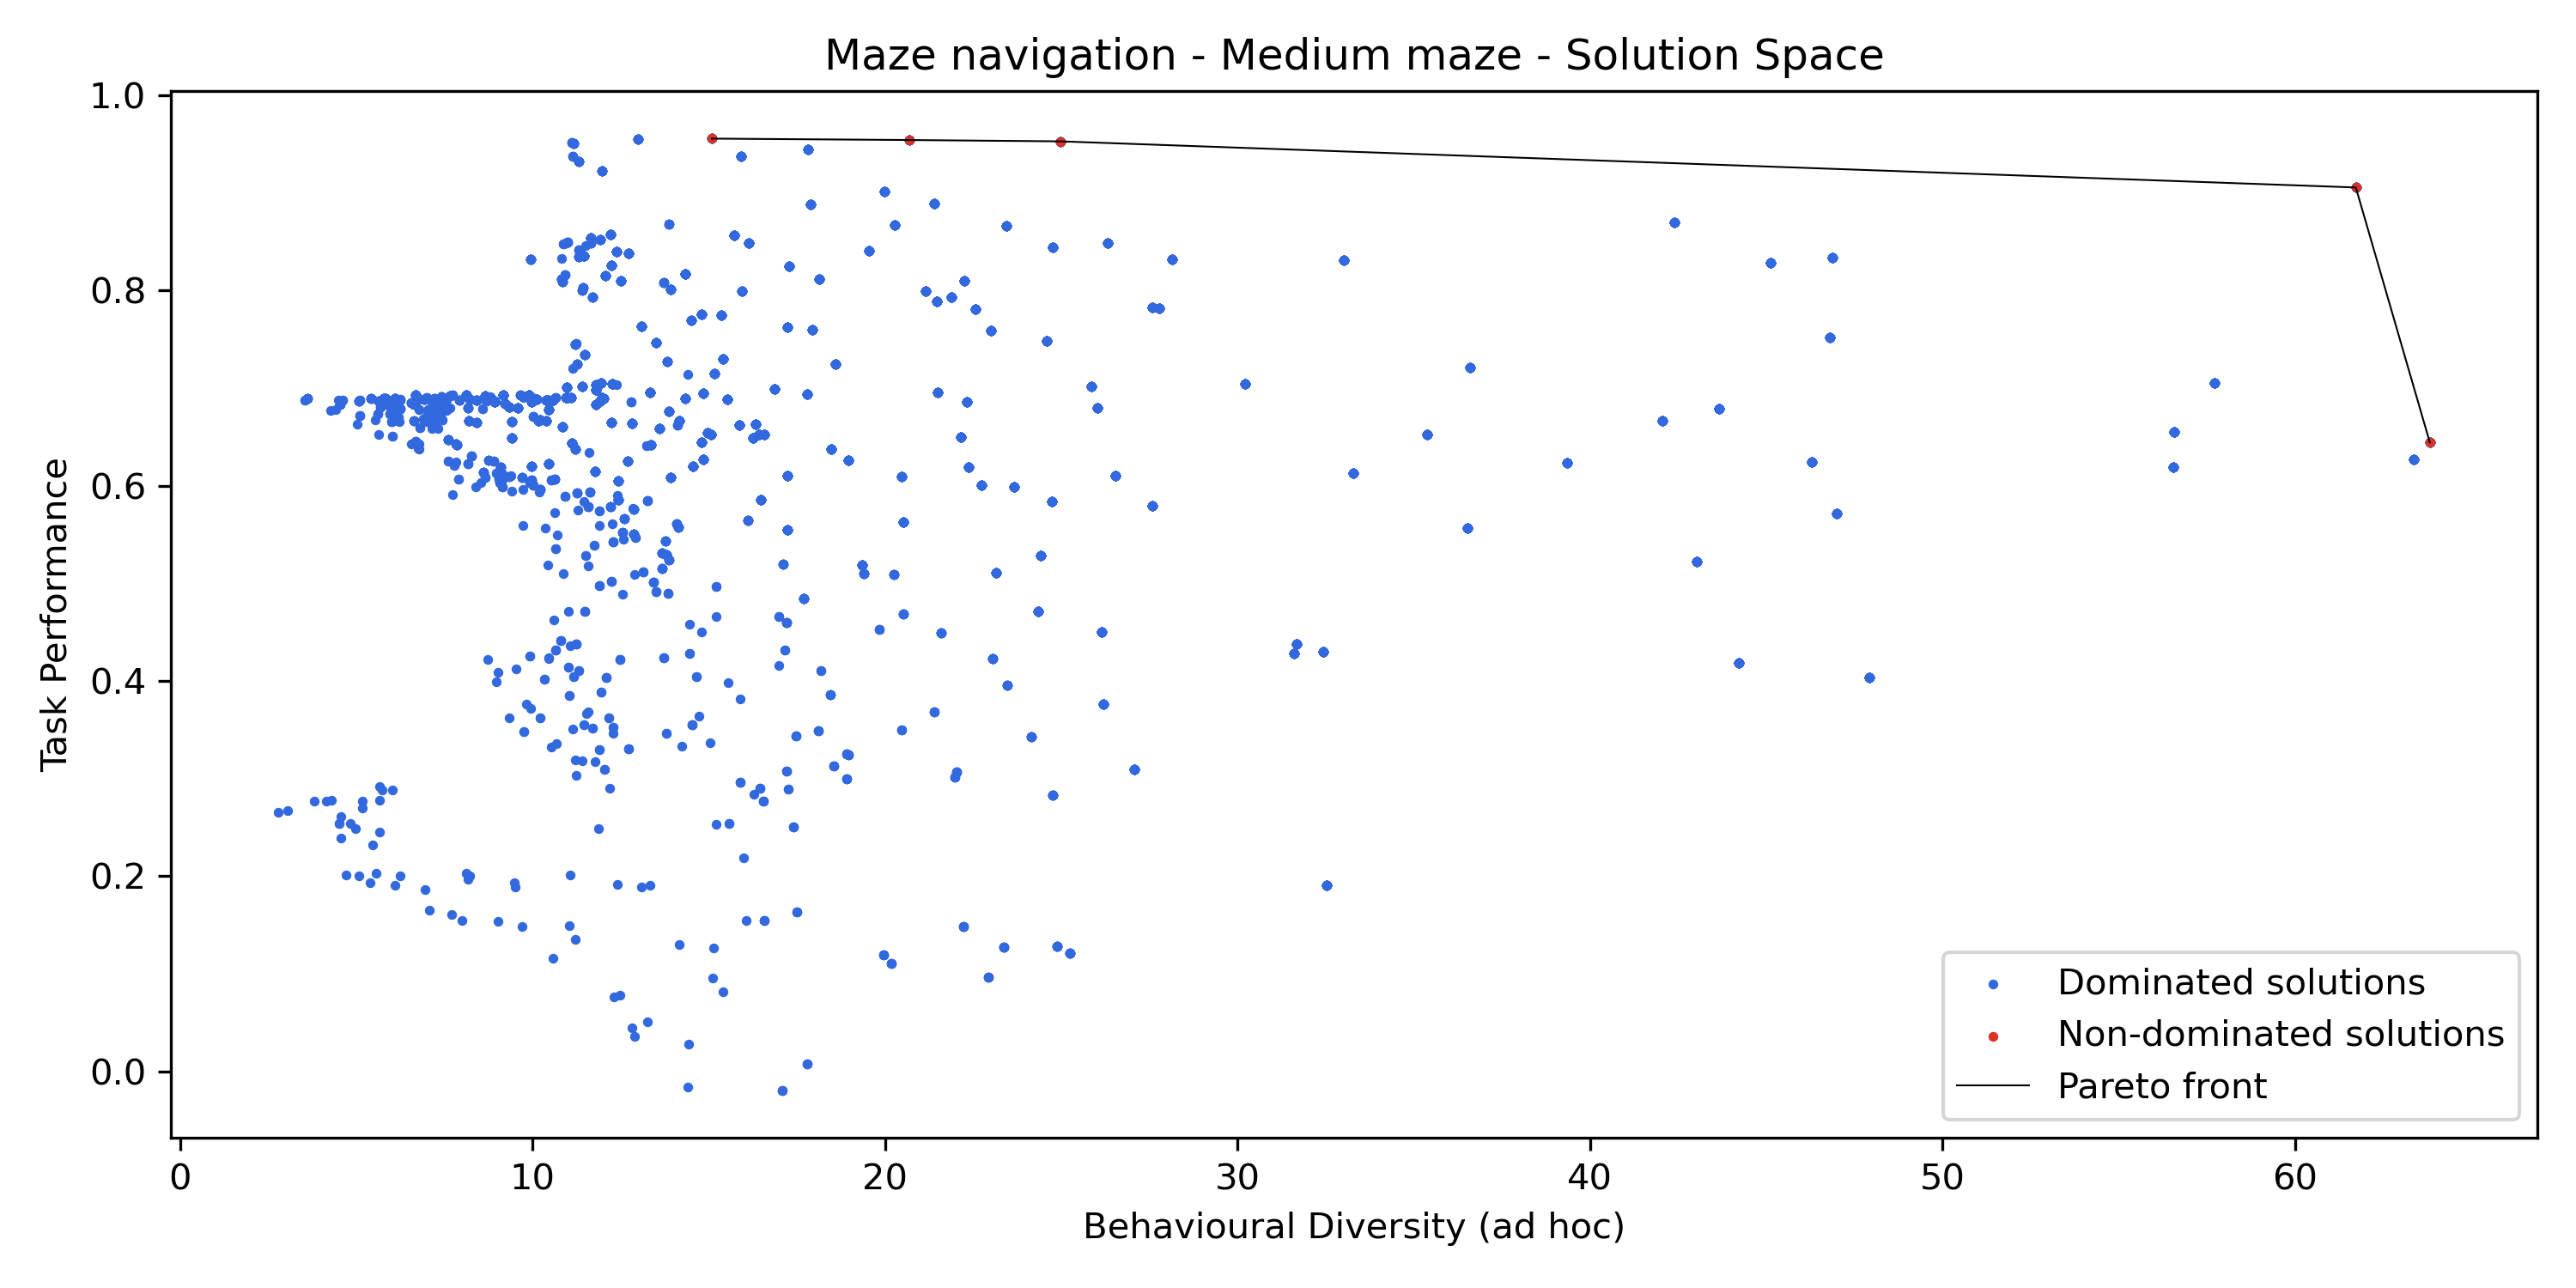 Maze navigation - Medium maze - Solution Space
1.0
0.8
0.6
0.4
0.2
0.0
Task Performance
0 10 20 30 40 50 60
Behavioural Diversity (ad hoc)
Dominated solutions
Non-dominated solutions
Pareto front